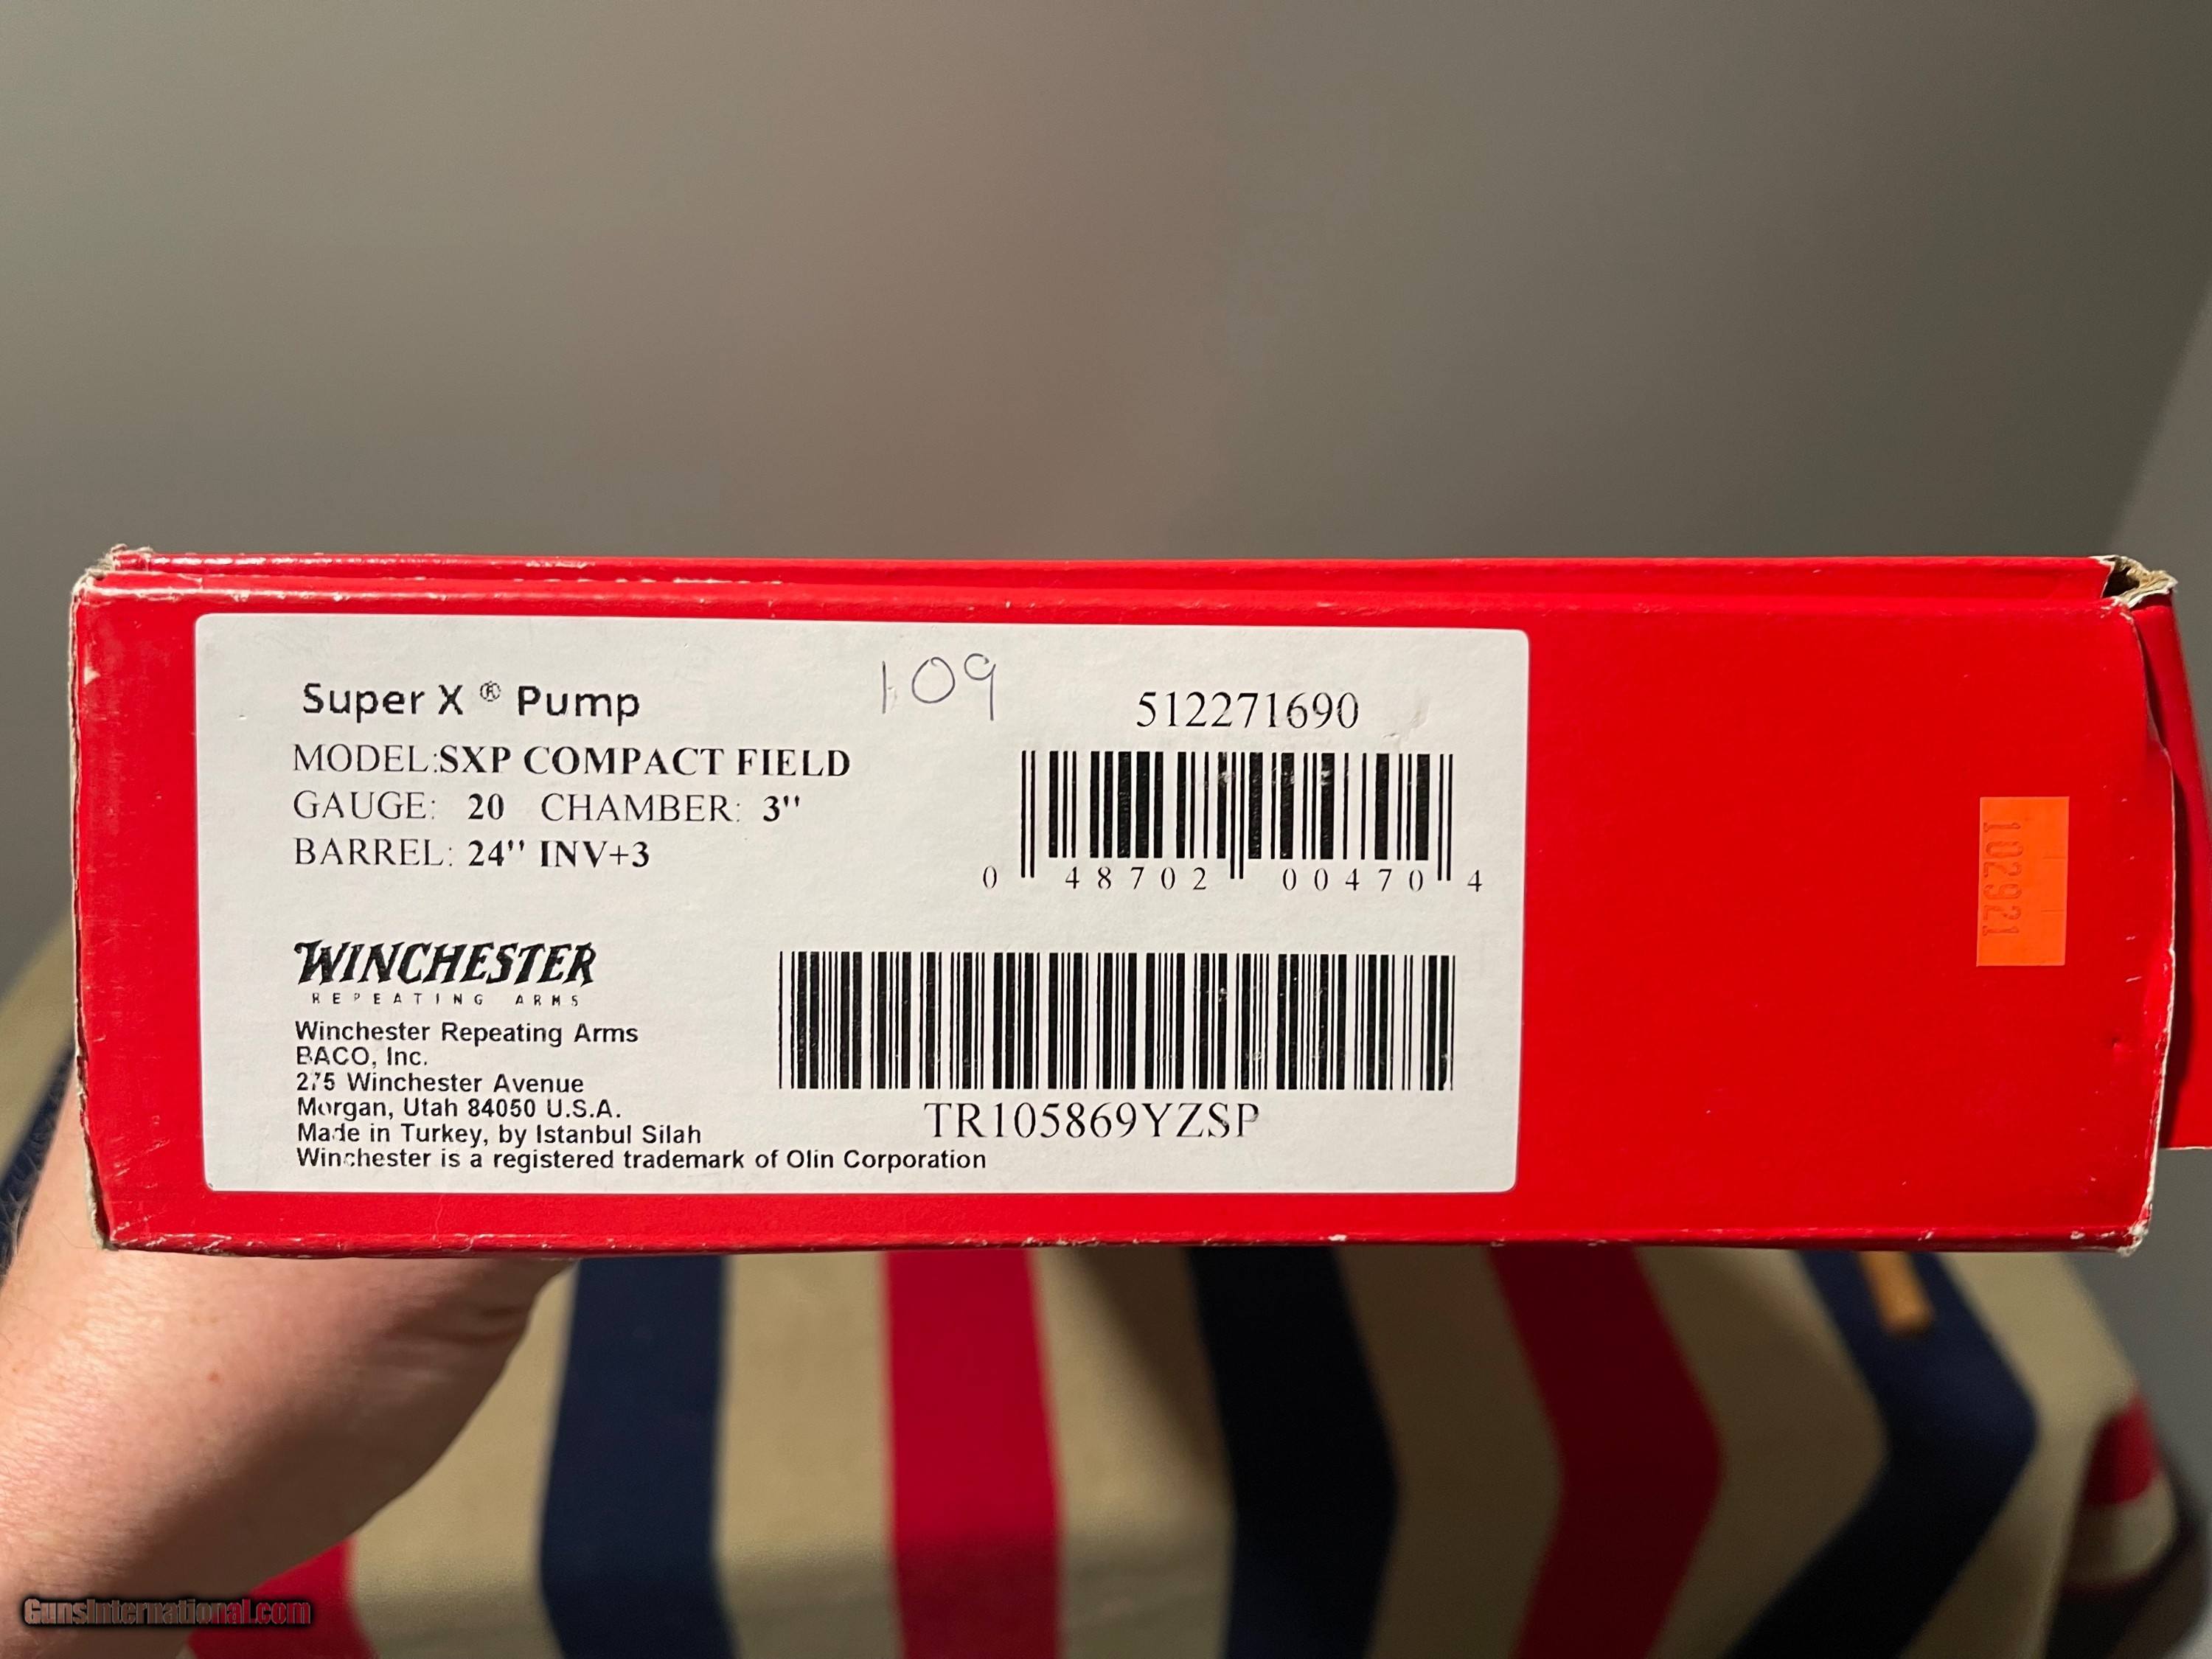 Super X ® Pump
109
512271690
MODEL:SXP COMPACT FIELD
GAUGE: 20 CHAMBER: 3"
BARREL: 24" INV+3
0 48702 00470 4
102921
WINCHESTER
REPEATING ARMS
Winchester Repeating Arms
BACO, Inc.
275 Winchester Avenue
Morgan, Utah 84050 U.S.A.
Made in Turkey, by Istanbul Silah
Winchester is a registered trademark of Olin Corporation
TR105869YZSP
GunsInternational.com